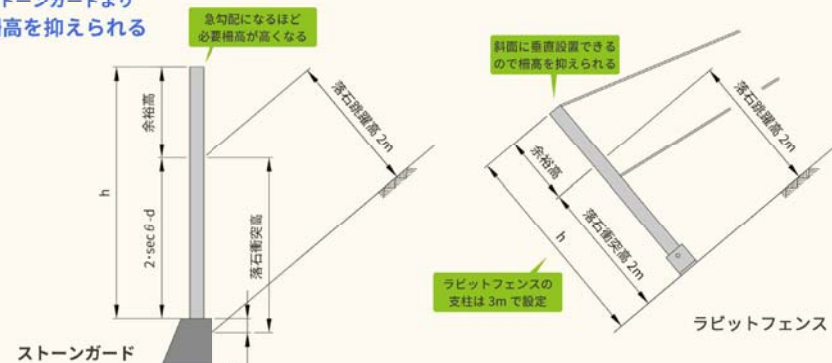 ストーンガードより
柵高を抑えられる
急勾配になるほど
必要柵高が高くなる
余裕高
h
2・secθ-d
落石衝突高
落石跳躍高 2m
ストーンガード
斜面に垂直設置できる
ので柵高を抑えられる
落石跳躍高 2m
余裕高
落石衝突高 2m
h
ラビットフェンスの
支柱は 3m で設定
ラビットフェンス